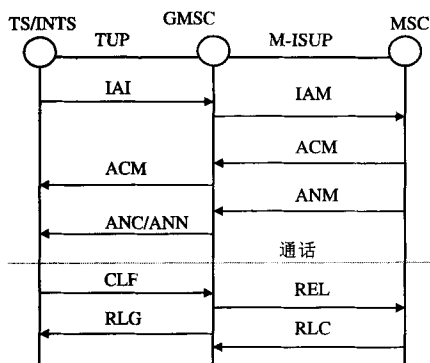 TS/INTS
TUP
GMSC
M-ISUP
MSC
IAI
IAM
ACM
ACM
ANM
ANC/ANN
通话
CLF
REL
RLG
RLC